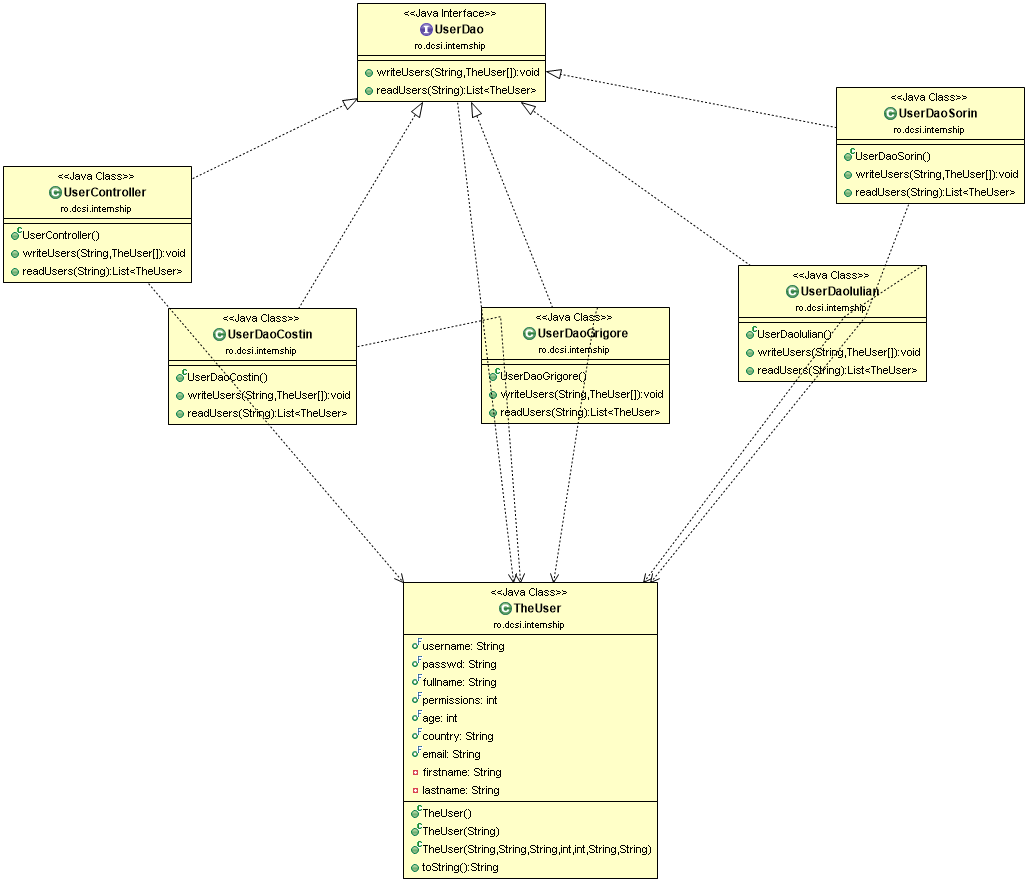 <<Java Interface>>
UserDao
ro.dcsi.internship
writeUsers(String,TheUser[]):void
readUsers(String):List<TheUser>
<<Java Class>>
UserDaoSorin
ro.dcsi.internship
UserDaoSorin()
writeUsers(String,TheUser[]):void
readUsers(String):List<TheUser>
<<Java Class>>
UserController
ro.dcsi.internship
UserController()
writeUsers(String,TheUser[]):void
readUsers(String):List<TheUser>
<<Java Class>>
UserDaoIulian
ro.dcsi.internship
UserDaoIulian()
writeUsers(String,TheUser[]):void
readUsers(String):List<TheUser>
<<Java Class>>
UserDaoCostin
ro.dcsi.internship
UserDaoCostin()
writeUsers(String,TheUser[]):void
readUsers(String):List<TheUser>
<<Java Class>>
UserDaoGrigore
ro.dcsi.internship
UserDaoGrigore()
writeUsers(String,TheUser[]):void
readUsers(String):List<TheUser>
<<Java Class>>
TheUser
ro.dcsi.internship
username: String
passwd: String
fullname: String
permissions: int
age: int
country: String
email: String
firstname: String
lastname: String
TheUser()
TheUser(String)
TheUser(String,String,String,int,int,String,String)
toString():String